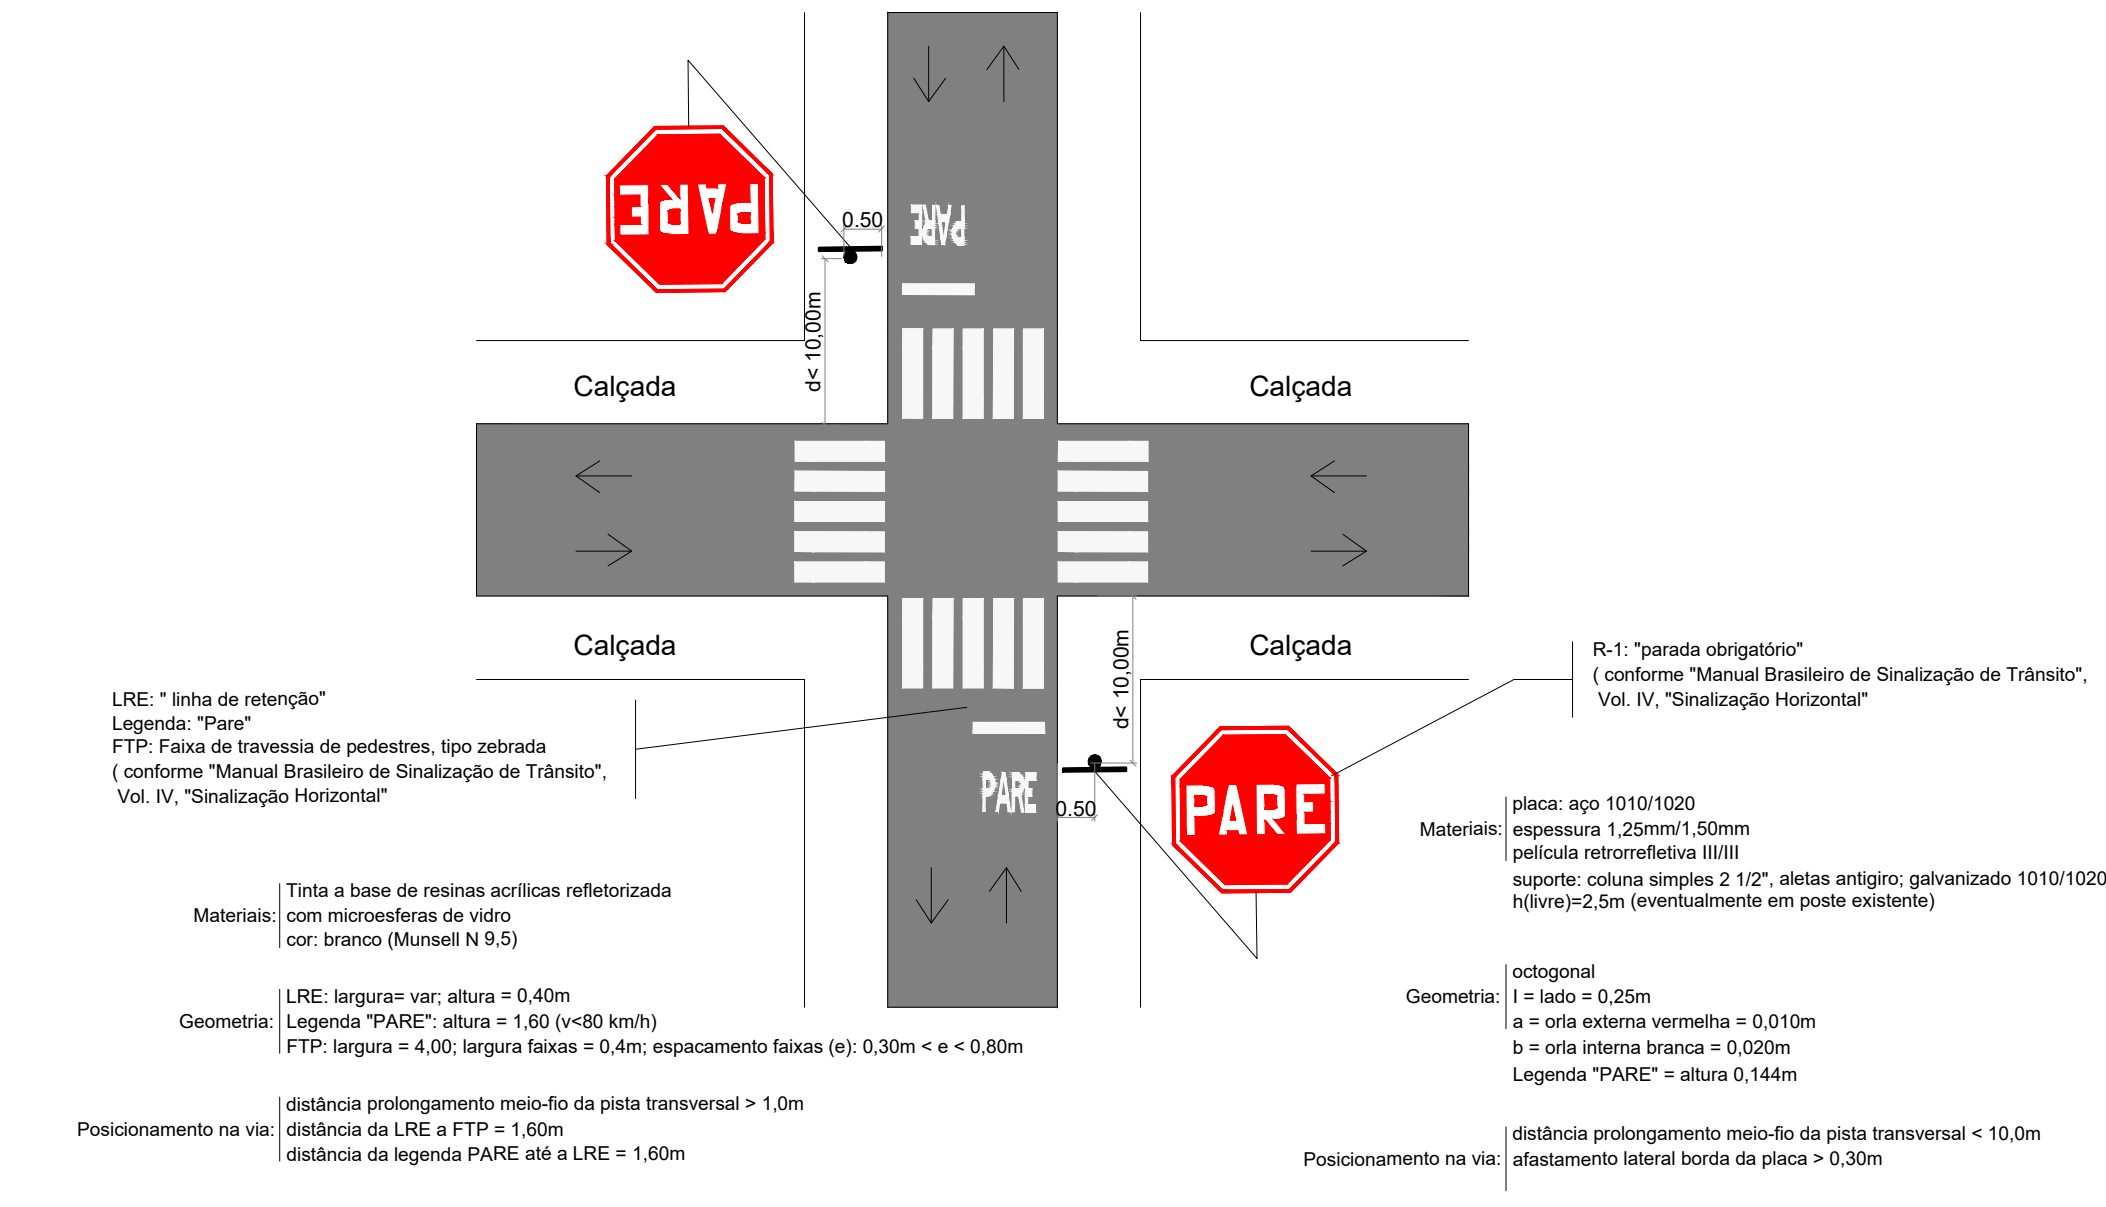 PARE
0.50
PARE
d< 10,00m
Calçada
Calçada
Calçada
Calçada
d< 10,00m
PARE
0.50
PARE
R-1: "parada obrigatório"
( conforme "Manual Brasileiro de Sinalização de Trânsito",
Vol. IV, "Sinalização Horizontal"
LRE: " linha de retenção"
Legenda: "Pare"
FTP: Faixa de travessia de pedestres, tipo zebrada
( conforme "Manual Brasileiro de Sinalização de Trânsito",
Vol. IV, "Sinalização Horizontal"
Materiais:
Tinta a base de resinas acrílicas refletorizada
com microesferas de vidro
cor: branco (Munsell N 9,5)
Geometria:
LRE: largura= var; altura = 0,40m
Legenda "PARE": altura = 1,60 (v<80 km/h)
FTP: largura = 4,00; largura faixas = 0,4m; espacamento faixas (e): 0,30m < e < 0,80m
Posicionamento na via:
distância prolongamento meio-fio da pista transversal > 1,0m
distância da LRE a FTP = 1,60m
distância da legenda PARE até a LRE = 1,60m
Materiais:
placa: aço 1010/1020
espessura 1,25mm/1,50mm
película retrorrefletiva III/III
suporte: coluna simples 2 1/2", aletas antigiro; galvanizado 1010/1020
h(livre)=2,5m (eventualmente em poste existente)
Geometria:
octogonal
l = lado = 0,25m
a = orla externa vermelha = 0,010m
b = orla interna branca = 0,020m
Legenda "PARE" = altura 0,144m
Posicionamento na via:
distância prolongamento meio-fio da pista transversal < 10,0m
afastamento lateral borda da placa > 0,30m